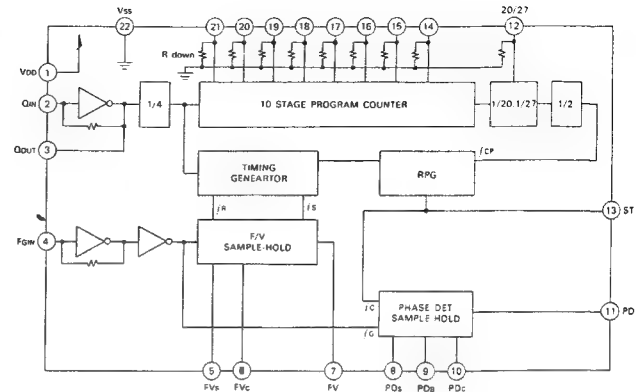 Vss
20/27
22
21
20
19
18
17
16
15
14
12
R down
VDD
1
QIN
2
1/4
10 STAGE PROGRAM COUNTER
1/20.1/27
1/2
QOUT
3
TIMING
GENEARTOR
RPG
fCP
13
ST
fR
fS
FGIN
4
F/V
SAMPLE-HOLD
fC
PHASE DET
SAMPLE HOLD
11
PD
fG
5
6
7
8
9
10
FVs
FVc
FV
PDs
PDR
PDc